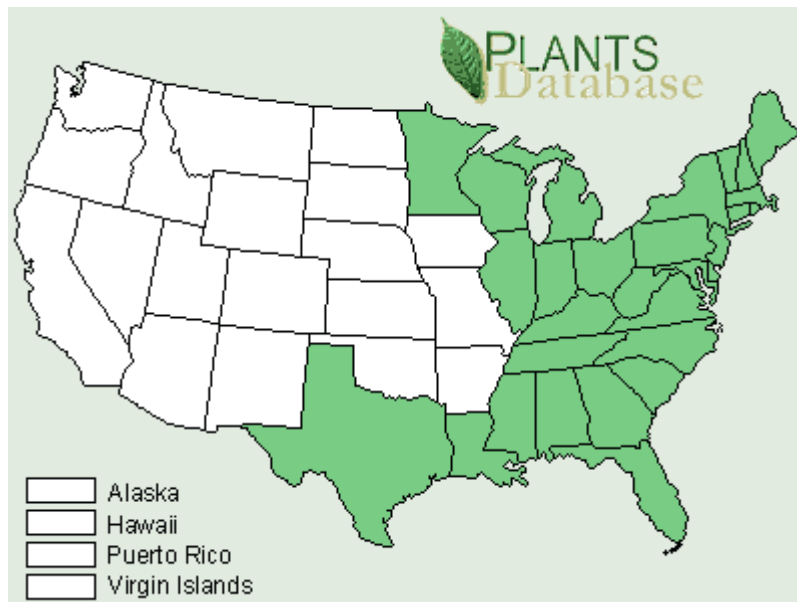 PLANTS
Database
Alaska
Hawaii
Puerto Rico
Virgin Islands